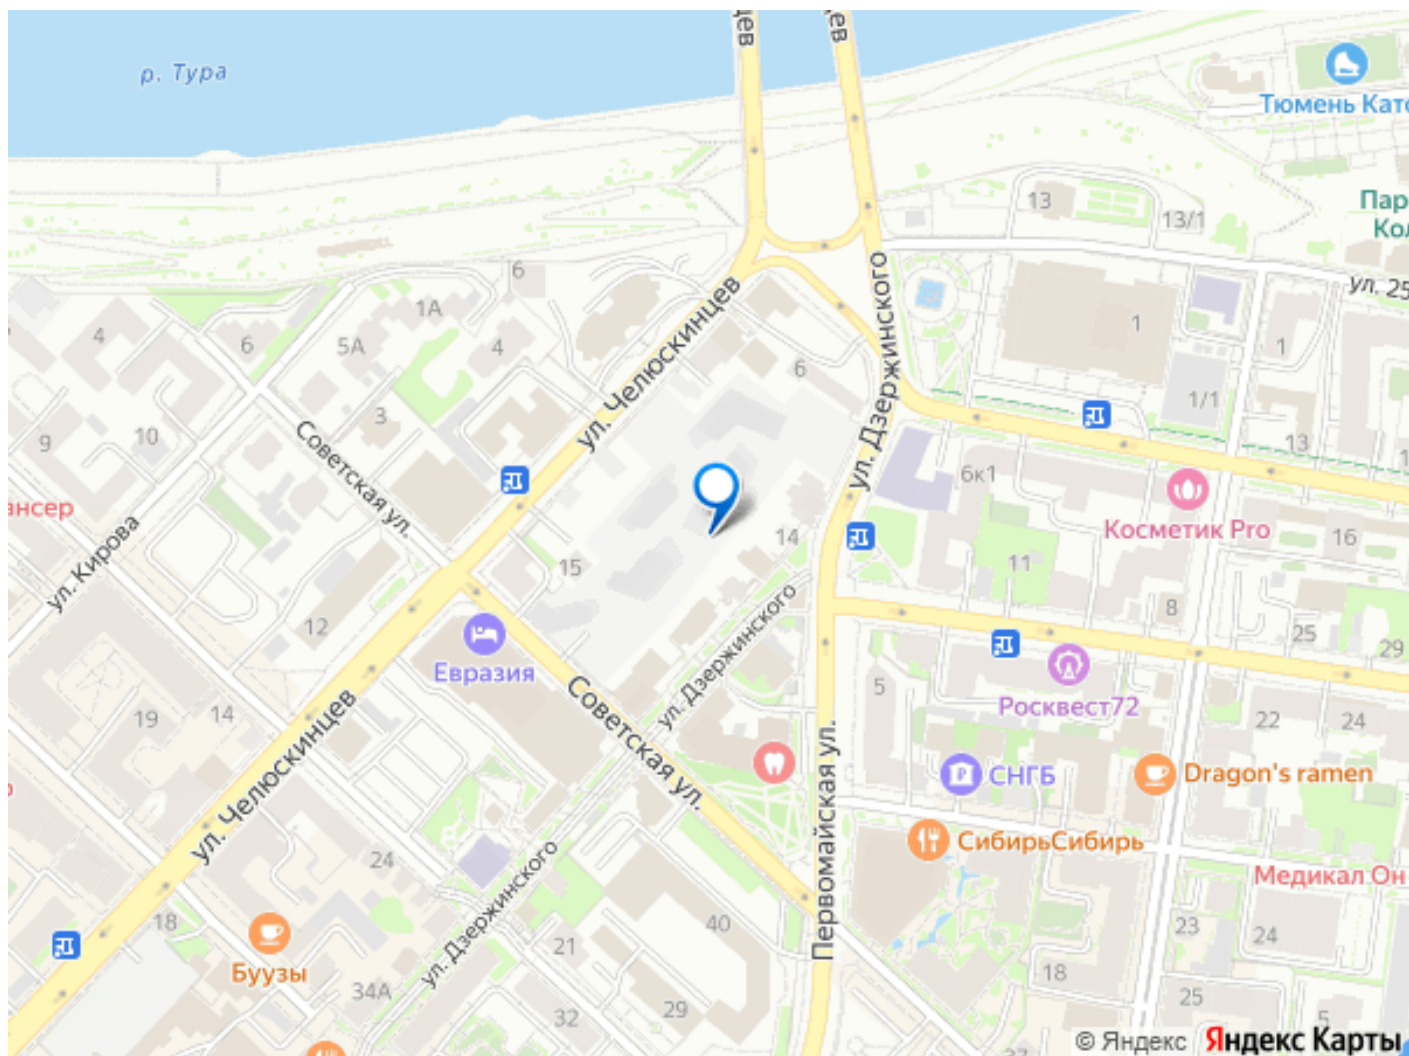 р. Тура
Тюмень Като
13
13/1
Пар
Кол
ул. 25
6
1А
4
6
5А
4
3
9
10
ул. Челюскинцев
ул. Дзержинского
6
1
1
1/1
13
Советская ул.
ансер
ул. Кирова
15
14
6к1
Косметик Pro
16
11
8
25
29
12
Евразия
ул. Дзержинского
Советская ул.
5
Росквест72
22
24
19
14
ул. Челюскинцев
Первомайская ул.
СНГБ
Dragon's ramen
СибирьСибирь
Медикал Он
24
ул. Дзержинского
18
Буузы
34А
21
40
32
29
23
24
18
25
5
© Яндекс Яндекс Карты